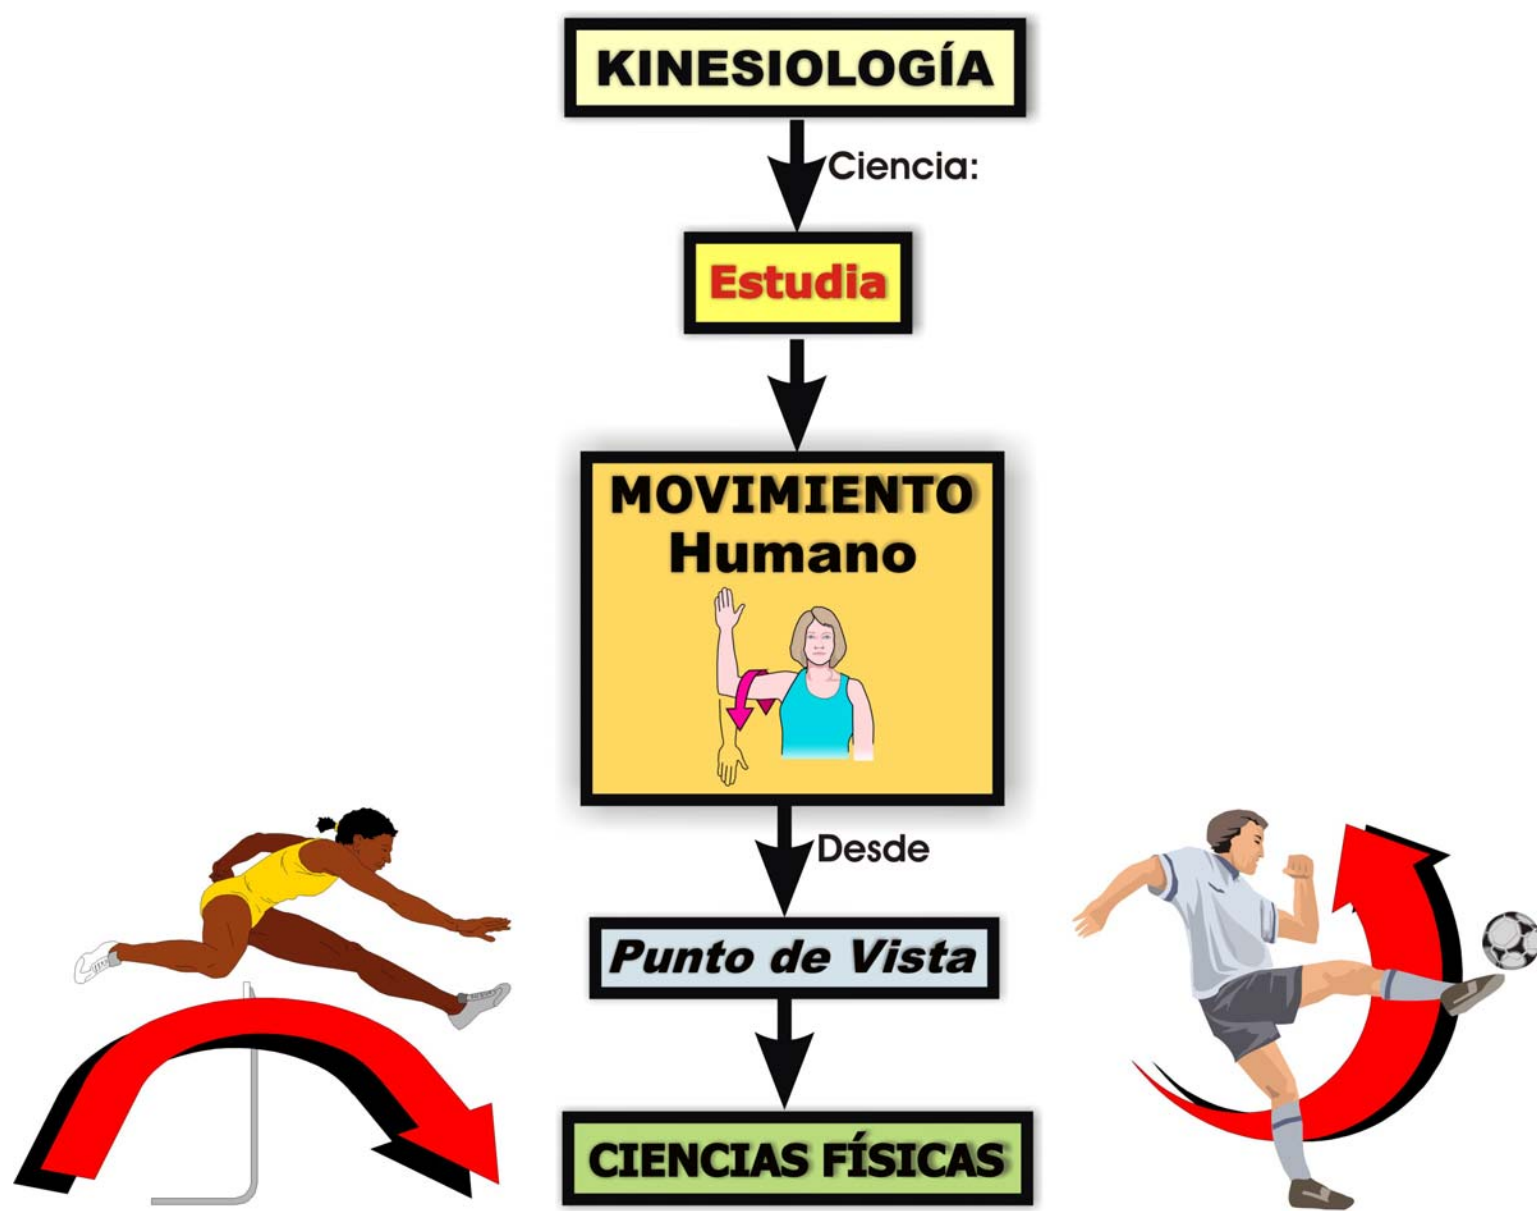 KINESIOLOGÍA
Ciencia:
Estudia
MOVIMIENTO
Humano
Desde
Punto de Vista
CIENCIAS FÍSICAS